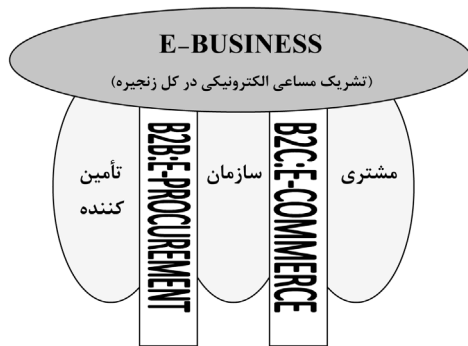 E-BUSINESS
(تشریک مساعی الکترونیکی در کل زنجیره)
مشتری
B2C:E-COMMERCE
سازمان
B2B:E-PROCUREMENT
تأمین
کننده